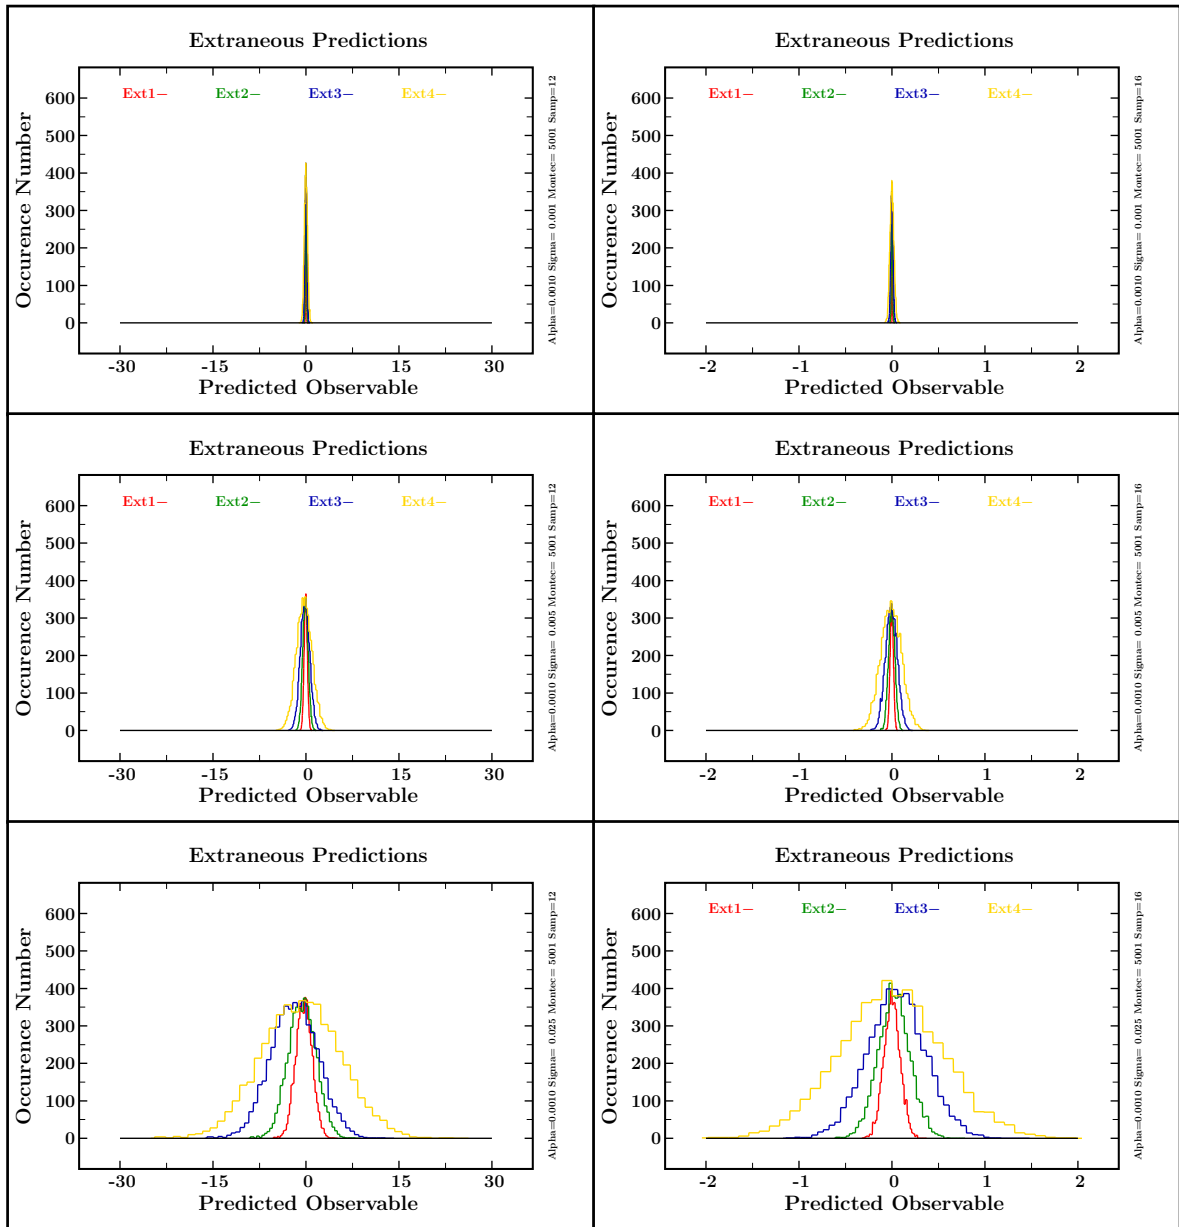 Extraneous Predictions
Ext1– Ext2– Ext3– Ext4–
600
500
400
300
200
100
0
Occurence Number
-30 -15 0 15 30
Predicted Observable
Alpha=0.0010 Sigma= 0.001 Montec= 5001 Samp=12
Extraneous Predictions
Ext1– Ext2– Ext3– Ext4–
600
500
400
300
200
100
0
Occurence Number
-2 -1 0 1 2
Predicted Observable
Alpha=0.0010 Sigma= 0.001 Montec= 5001 Samp=16
Extraneous Predictions
Ext1– Ext2– Ext3– Ext4–
600
500
400
300
200
100
0
Occurence Number
-30 -15 0 15 30
Predicted Observable
Alpha=0.0010 Sigma= 0.005 Montec= 5001 Samp=12
Extraneous Predictions
Ext1– Ext2– Ext3– Ext4–
600
500
400
300
200
100
0
Occurence Number
-2 -1 0 1 2
Predicted Observable
Alpha=0.0010 Sigma= 0.005 Montec= 5001 Samp=16
Extraneous Predictions
600
500
400
300
200
100
0
Occurence Number
-30 -15 0 15 30
Predicted Observable
Alpha=0.0010 Sigma= 0.025 Montec= 5001 Samp=12
Extraneous Predictions
Ext1– Ext2– Ext3– Ext4–
600
500
400
300
200
100
0
Occurence Number
-2 -1 0 1 2
Predicted Observable
Alpha=0.0010 Sigma= 0.025 Montec= 5001 Samp=16